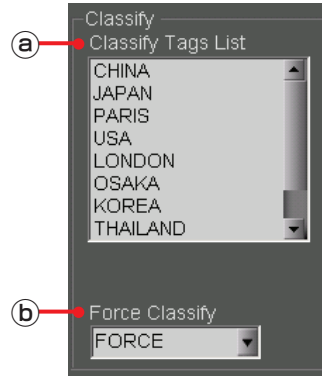 Classify
ⓐ Classify Tags List
CHINA
JAPAN
PARIS
USA
LONDON
OSAKA
KOREA
THAILAND
ⓑ Force Classify
FORCE